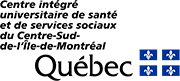 Centre intégré
universitaire de santé
et de services sociaux
du Centre-Sud-
de-l'Île-de-Montréal
Québec